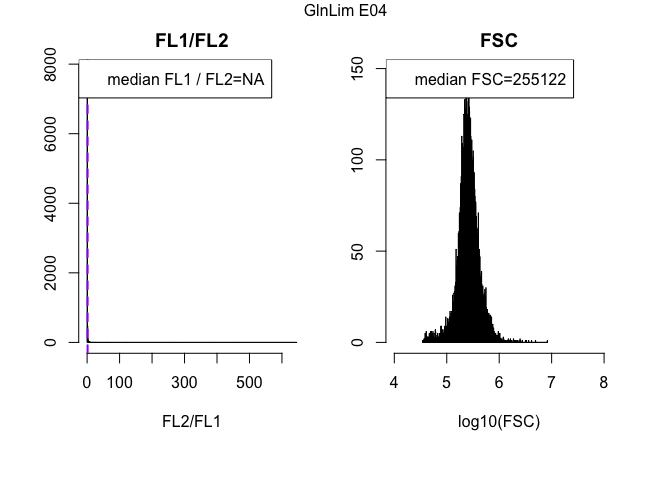 GlnLim E04
FL1/FL2
median FL1 / FL2=NA
8000
6000
4000
2000
0
0 100 300 500
FL2/FL1
FSC
median FSC=255122
150
100
50
0
4 5 6 7 8
log10(FSC)